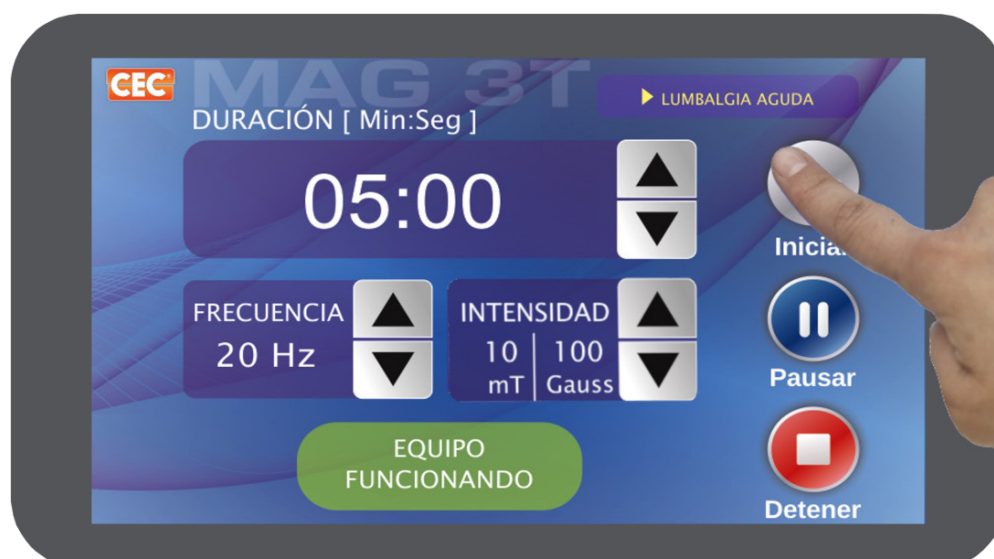 CEC
MAG 3T
LUMBALGIA AGUDA
DURACIÓN [ Min:Seg ]
05:00
FRECUENCIA
20 Hz
INTENSIDAD
10 100
mT Gauss
EQUIPO
FUNCIONANDO
Pausar
Detener